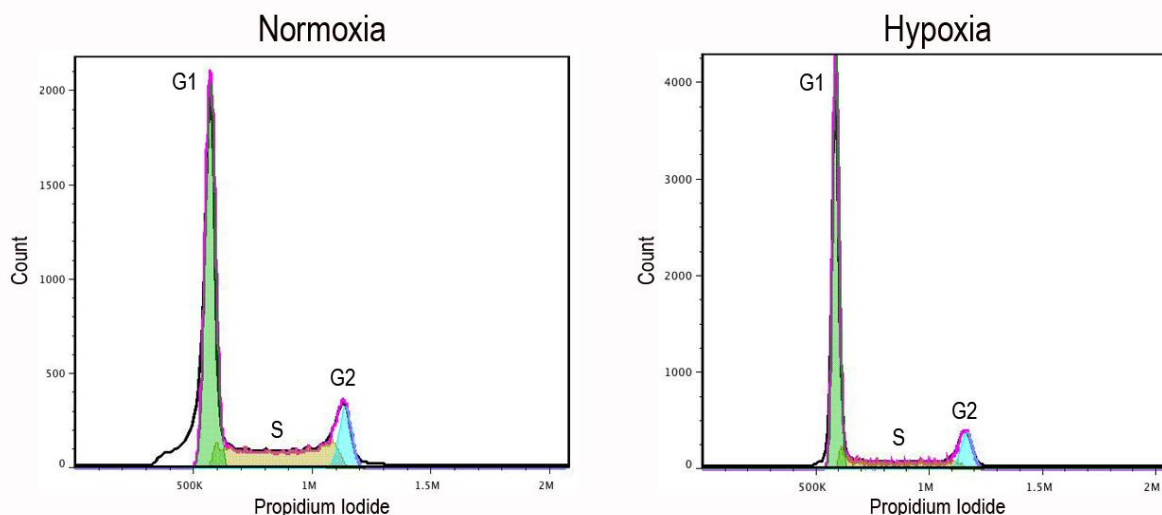 Normoxia
G1
2000
1500
Count
1000
500
G2
S
0
500K
1M
1.5M
2M
Propidium Iodide
Hypoxia
4000
G1
3000
Count
2000
1000
G2
S
0
500K
1M
1.5M
2M
Propidium Iodide